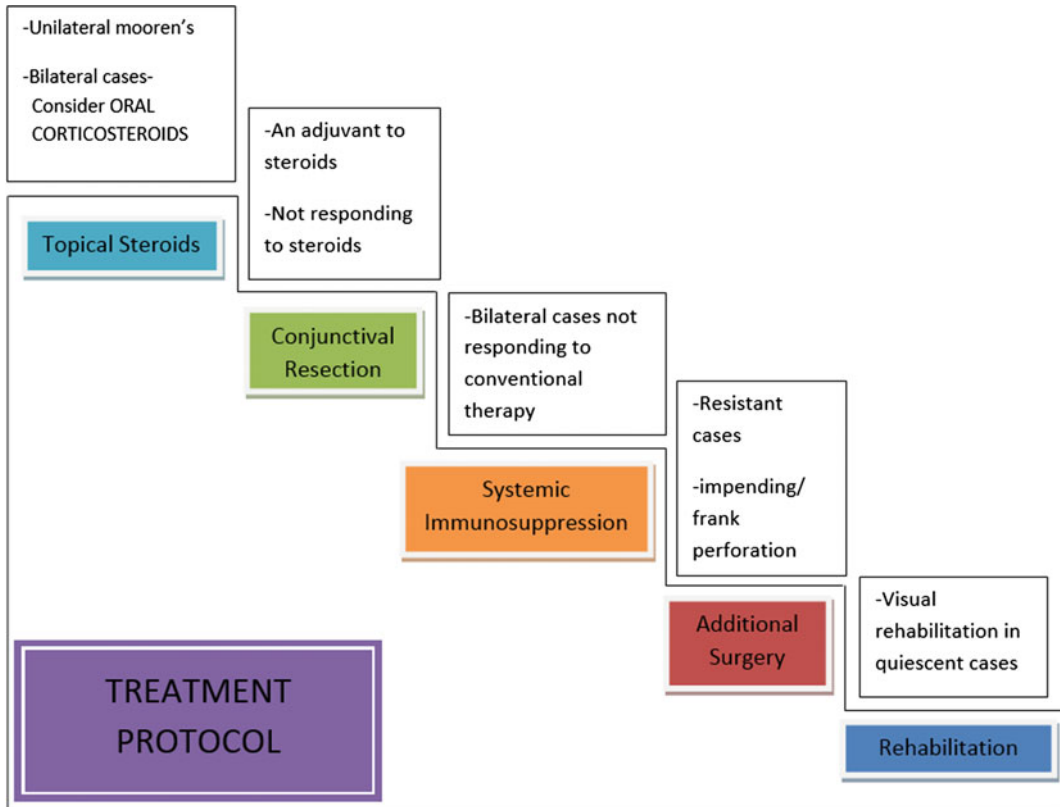 -Unilateral mooren’s
-Bilateral cases-
Consider ORAL
CORTICOSTEROIDS
Topical Steroids
-An adjuvant to
steroids
-Not responding
to steroids
Conjunctival
Resection
-Bilateral cases not
responding to
conventional
therapy
Systemic
Immunosuppression
-Resistant
cases
-impending/
frank
perforation
Additional
Surgery
-Visual
rehabilitation in
quiescent cases
Rehabilitation
TREATMENT
PROTOCOL